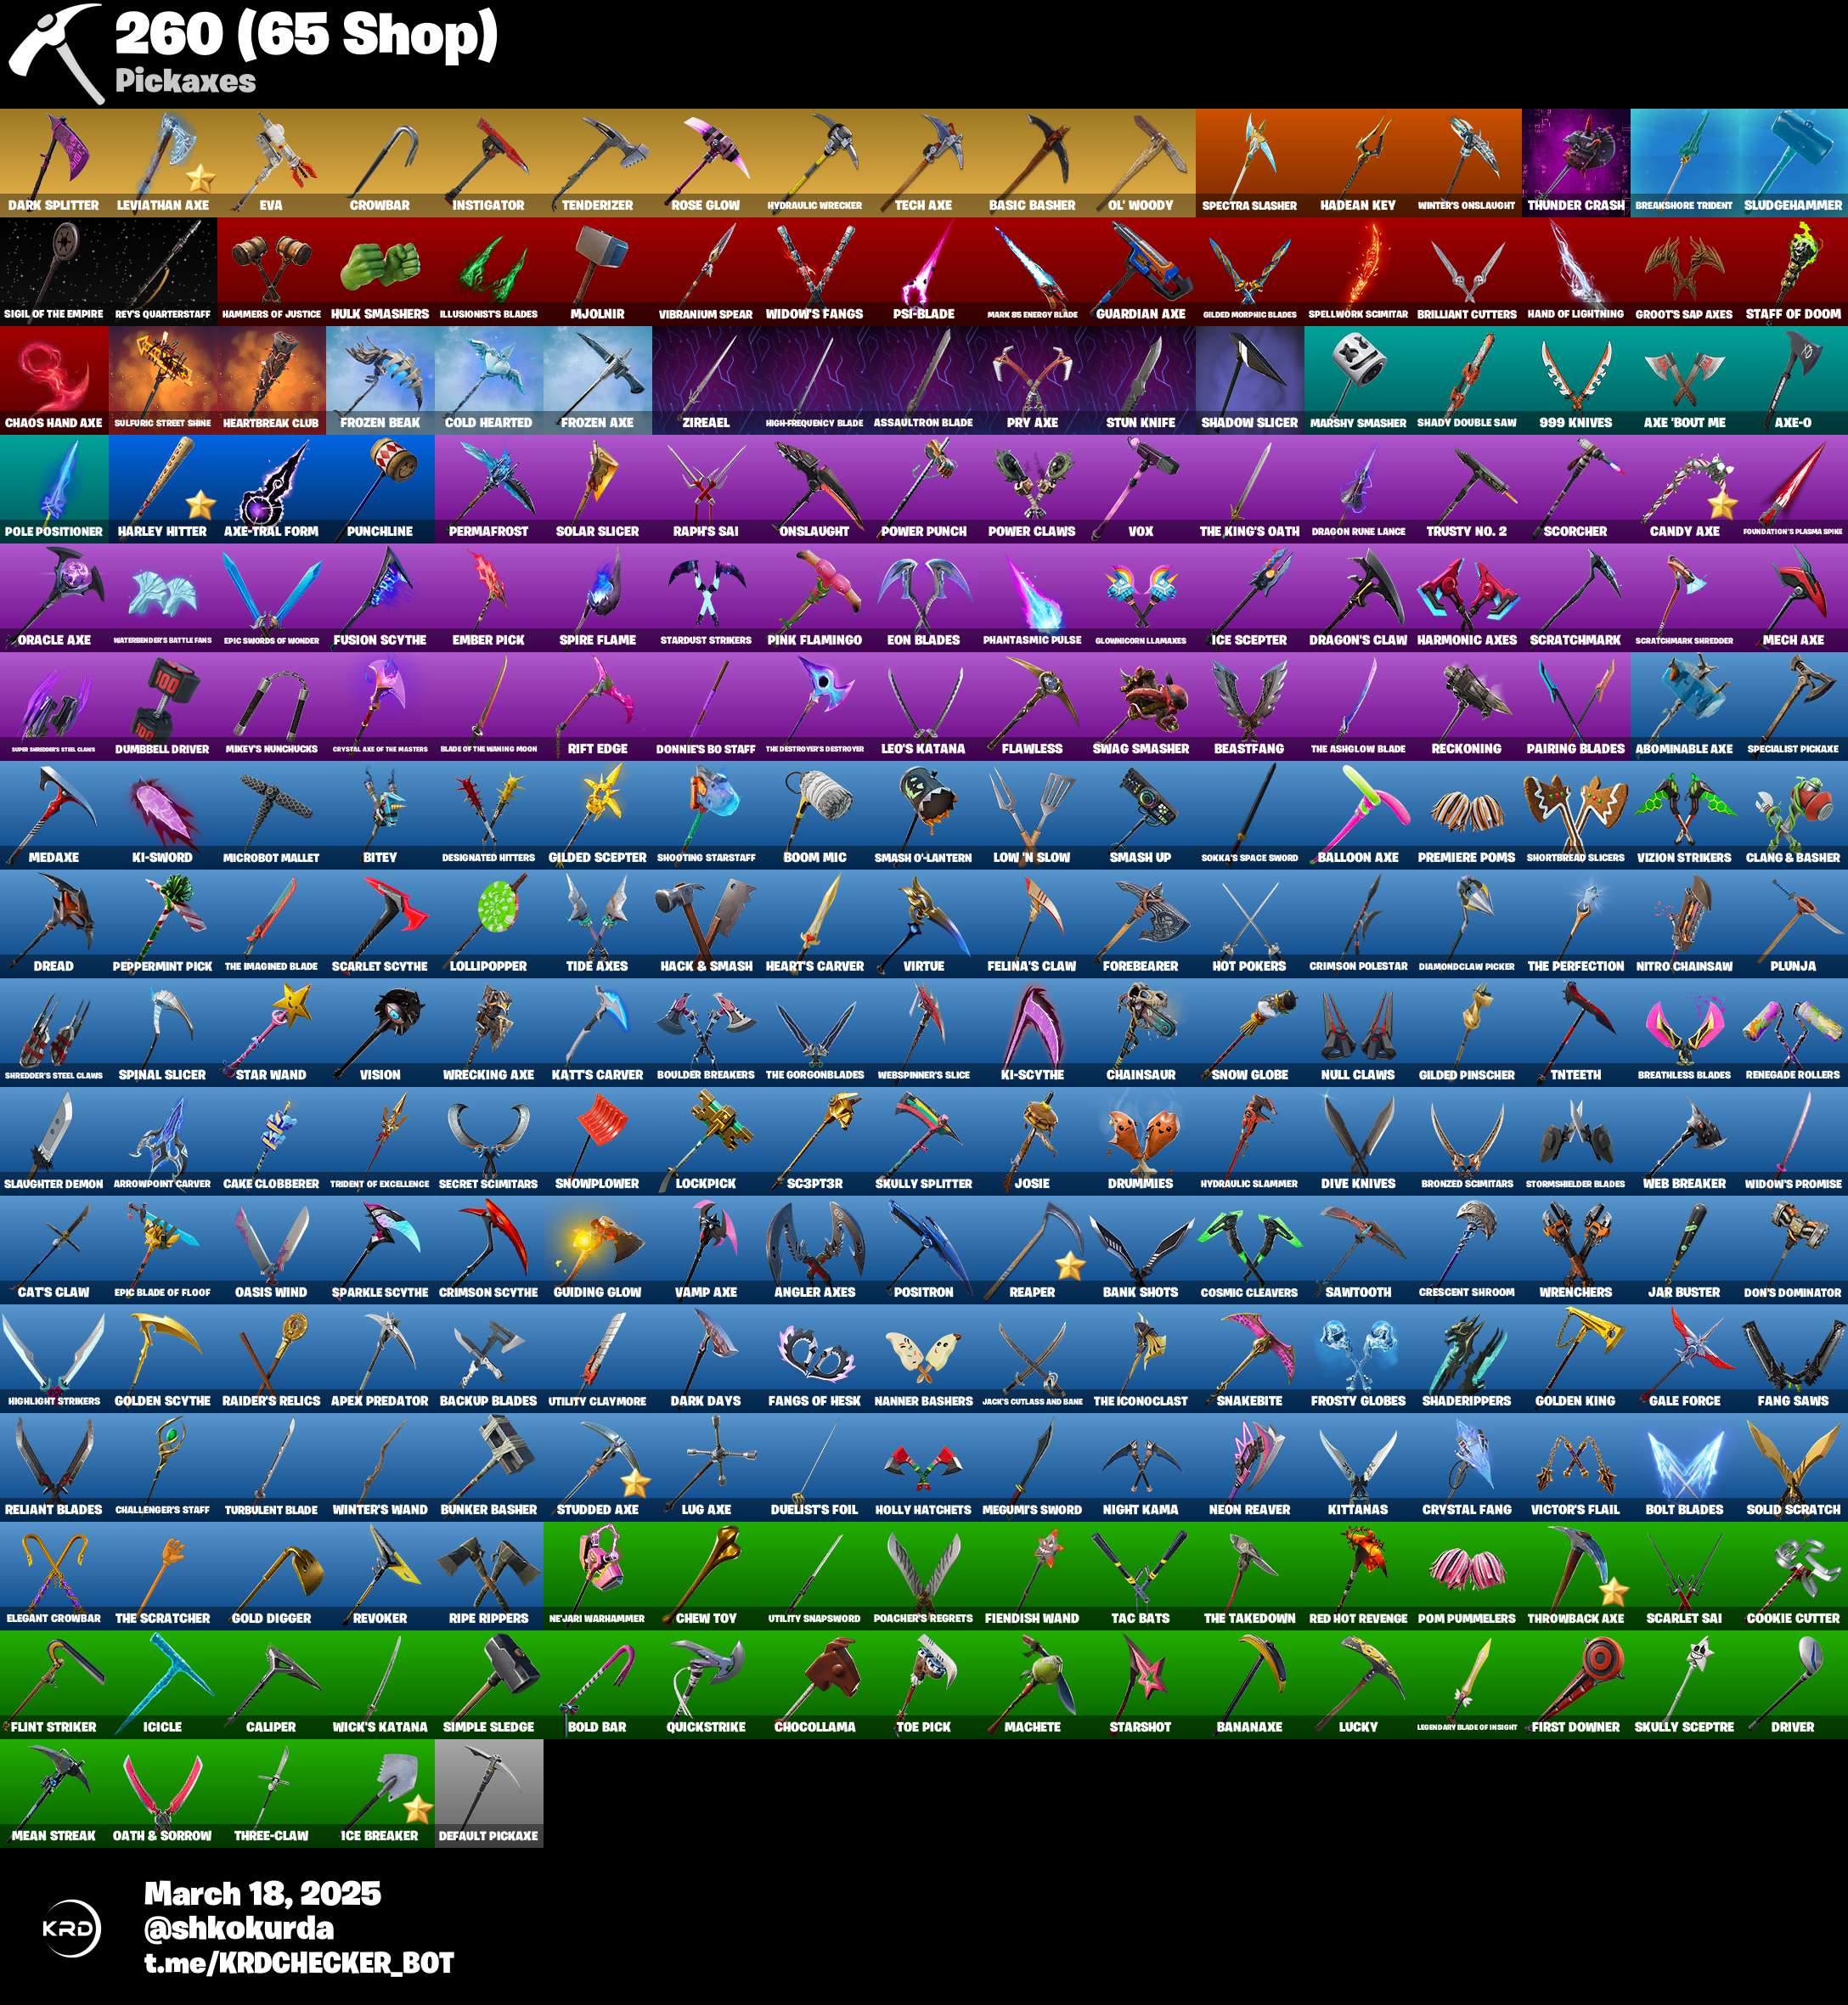 260 (65 Shop)
Pickaxes
DARK SPLITTER LEVIATHAN AXE EVA CROWBAR INSTIGATOR TENDERIZER ROSE GLOW HYDRAULIC WRECKER TECH AXE BASIC BASHER OL' WOODY SPECTRA SLASHER HADEAN KEY WINTER'S ONSLAUGHT THUNDER CRASH BREAKSHORE TRIDENT SLUDGEHAMMER
SIGIL OF THE EMPIRE REY'S QUARTERSTAFF HAMMERS OF JUSTICE HULK SMASHERS ILLUSIONIST'S BLADES MJOLNIR VIBRANIUM SPEAR WIDOW'S FANGS PSI-BLADE MARK 85 ENERGY BLADE GUARDIAN AXE GILDED MORPHIC BLADES SPELLWORK SCIMITAR BRILLIANT CUTTERS HAND OF LIGHTNING GROOT'S SAP AXES STAFF OF DOOM
CHAOS HAND AXE SULFURIC STREET SHINE HEARTBREAK CLUB FROZEN BEAK COLD HEARTED FROZEN AXE ZIREAEL HIGH-FREQUENCY BLADE ASSAULTRON BLADE PRY AXE STUN KNIFE SHADOW SLICER MARSHY SMASHER SHADY DOUBLE SAW 999 KNIVES AXE 'BOUT ME AXE-O
POLE POSITIONER HARLEY HITTER AXE-TRAL FORM PUNCHLINE PERMAFROST SOLAR SLICER RAPH'S SAI ONSLAUGHT POWER PUNCH POWER CLAWS VOX THE KING'S OATH DRAGON RUNE LANCE TRUSTY NO. 2 SCORCHER CANDY AXE FOUNDATION'S PLASMA SPIKE
ORACLE AXE WATERBENDER'S BATTLE FANS EPIC SWORDS OF WONDER FUSION SCYTHE EMBER PICK SPIRE FLAME STARDUST STRIKERS PINK FLAMINGO EON BLADES PHANTASMIC PULSE GLOWNICORN LLAMAXES ICE SCEPTER DRAGON'S CLAW HARMONIC AXES SCRATCHMARK SCRATCHMARK SHREDDER MECH AXE
SUPER SHREDDER'S STEEL CLAWS DUMBBELL DRIVER MIKEY'S NUNCHUCKS CRYSTAL AXE OF THE MASTERS BLADE OF THE WANING MOON RIFT EDGE DONNIE'S BO STAFF THE DESTROYER'S DESTROYER LEO'S KATANA FLAWLESS SWAG SMASHER BEASTFANG THE ASHGLOW BLADE RECKONING PAIRING BLADES ABOMINABLE AXE SPECIALIST PICKAXE
MEDAXE KI-SWORD MICROBOT MALLET BITEY DESIGNATED HITTERS GILDED SCEPTER SHOOTING STARSTAFF BOOM MIC SMASH O'-LANTERN LOW 'N SLOW SMASH UP SOKKA'S SPACE SWORD BALLOON AXE PREMIERE POMS SHORTBREAD SLICERS VIZION STRIKERS CLANG & BASHER
DREAD PEPPERMINT PICK THE IMAGINED BLADE SCARLET SCYTHE LOLLIPOPPER TIDE AXES HACK & SMASH HEART'S CARVER VIRTUE FELINA'S CLAW FOREBEARER HOT POKERS CRIMSON POLESTAR DIAMONDCLAW PICKER THE PERFECTION NITRO CHAINSAW PLUNJA
SHREDDER'S STEEL CLAWS SPINAL SLICER STAR WAND VISION WRECKING AXE KATT'S CARVER BOULDER BREAKERS THE GORGONBLADES WEBSPINNER'S SLICE KI-SCYTHE CHAINSAUR SNOW GLOBE NULL CLAWS GILDED PINSCHER TNTEETH BREATHLESS BLADES RENEGADE ROLLERS
SLAUGHTER DEMON ARROWPOINT CARVER CAKE CLOBBERER TRIDENT OF EXCELLENCE SECRET SCIMITARS SNOWPLOWER LOCKPICK SC3PT3R SKULLY SPLITTER JOSIE DRUMMIES HYDRAULIC SLAMMER DIVE KNIVES BRONZED SCIMITARS STORMSHIELDER BLADES WEB BREAKER WIDOW'S PROMISE
CAT'S CLAW EPIC BLADE OF FLOOF OASIS WIND SPARKLE SCYTHE CRIMSON SCYTHE GUIDING GLOW VAMP AXE ANGLER AXES POSITRON REAPER BANK SHOTS COSMIC CLEAVERS SAWTOOTH CRESCENT SHROOM WRENCHERS JAR BUSTER DON'S DOMINATOR
HIGHLIGHT STRIKERS GOLDEN SCYTHE RAIDER'S RELICS APEX PREDATOR BACKUP BLADES UTILITY CLAYMORE DARK DAYS FANGS OF HESK NANNER BASHERS JACK'S CUTLASS AND BANE THE ICONOCLAST SNAKEBITE FROSTY GLOBES SHADERIPPERS GOLDEN KING GALE FORCE FANG SAWS
RELIANT BLADES CHALLENGER'S STAFF TURBULENT BLADE WINTER'S WAND BUNKER BASHER STUDDED AXE LUG AXE DUELIST'S FOIL HOLLY HATCHETS MEGUMI'S SWORD NIGHT KAMA NEON REAVER KITTANAS CRYSTAL FANG VICTOR'S FLAIL BOLT BLADES SOLID SCRATCH
ELEGANT CROWBAR THE SCRATCHER GOLD DIGGER REVOKER RIPE RIPPERS NE'JARI WARHAMMER CHEW TOY UTILITY SNAPSWORD POACHER'S REGRETS FIENDISH WAND TAC BATS THE TAKEDOWN RED HOT REVENGE POM PUMMELERS THROWBACK AXE SCARLET SAI COOKIE CUTTER
FLINT STRIKER ICICLE CALIPER WICK'S KATANA SIMPLE SLEDGE BOLD BAR QUICKSTRIKE CHOCOLLAMA TOE PICK MACHETE STARSHOT BANANAXE LUCKY LEGENDARY BLADE OF INSIGHT FIRST DOWNER SKULLY SCEPTRE DRIVER
MEAN STREAK OATH & SORROW THREE-CLAW ICE BREAKER DEFAULT PICKAXE
March 18, 2025
KRD
@shkokurda
t.me/KRDCHECKER_BOT